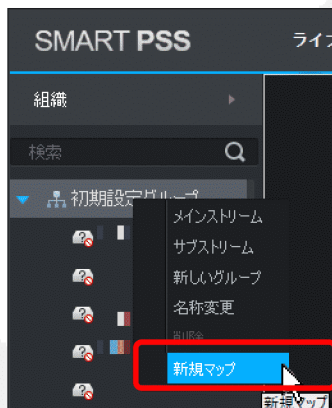 SMART PSS
ライブ
組織
検索
初期設定グループ
メインストリーム
サブストリーム
新しいグループ
名称変更
削除
新規マップ
新規マップ